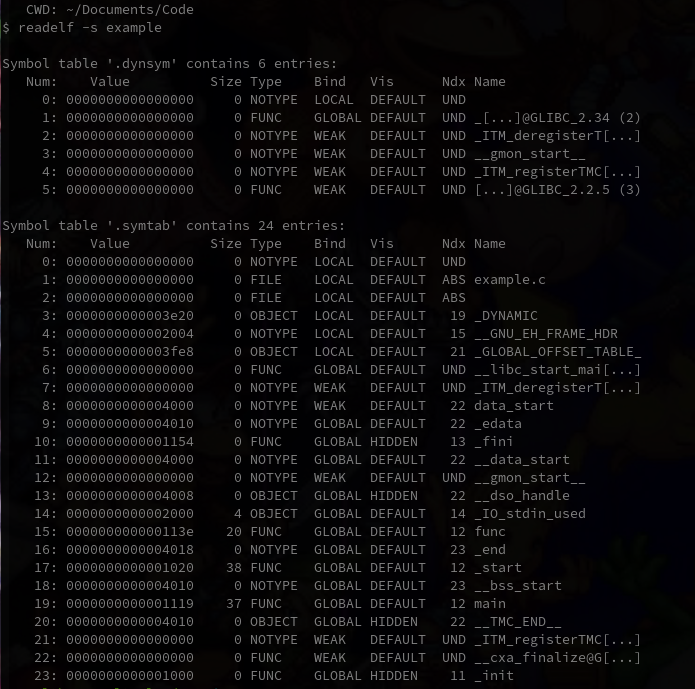 CWD: ~/Documents/Code
$ readelf -s example
Symbol table '.dynsym' contains 6 entries:
Num: Value Size Type Bind Vis Ndx Name
0: 0000000000000000 0 NOTYPE LOCAL DEFAULT UND
1: 0000000000000000 0 FUNC GLOBAL DEFAULT UND _[...]@GLIBC_2.34 (2)
2: 0000000000000000 0 NOTYPE WEAK DEFAULT UND _ITM_deregisterT[...]
3: 0000000000000000 0 NOTYPE WEAK DEFAULT UND __gmon_start__
4: 0000000000000000 0 NOTYPE WEAK DEFAULT UND _ITM_registerTMC[...]
5: 0000000000000000 0 FUNC WEAK DEFAULT UND [...]@GLIBC_2.2.5 (3)
Symbol table '.symtab' contains 24 entries:
Num: Value Size Type Bind Vis Ndx Name
0: 0000000000000000 0 NOTYPE LOCAL DEFAULT UND
1: 0000000000000000 0 FILE LOCAL DEFAULT ABS example.c
2: 0000000000000000 0 FILE LOCAL DEFAULT ABS
3: 0000000000003e20 0 OBJECT LOCAL DEFAULT 19 _DYNAMIC
4: 0000000000002004 0 NOTYPE LOCAL DEFAULT 15 __GNU_EH_FRAME_HDR
5: 0000000000003fe8 0 OBJECT LOCAL DEFAULT 21 _GLOBAL_OFFSET_TABLE_
6: 0000000000000000 0 FUNC GLOBAL DEFAULT UND __libc_start_mai[...]
7: 0000000000000000 0 NOTYPE WEAK DEFAULT UND _ITM_deregisterT[...]
8: 0000000000004000 0 NOTYPE WEAK DEFAULT 22 data_start
9: 0000000000004010 0 NOTYPE GLOBAL DEFAULT 22 _edata
10: 0000000000001154 0 FUNC GLOBAL HIDDEN 13 _fini
11: 0000000000004000 0 NOTYPE GLOBAL DEFAULT 22 __data_start
12: 0000000000000000 0 NOTYPE WEAK DEFAULT UND __gmon_start__
13: 0000000000004008 0 OBJECT GLOBAL HIDDEN 22 __dso_handle
14: 0000000000002000 4 OBJECT GLOBAL DEFAULT 14 _IO_stdin_used
15: 000000000000113e 20 FUNC GLOBAL DEFAULT 12 func
16: 0000000000004018 0 NOTYPE GLOBAL DEFAULT 23 _end
17: 0000000000001020 38 FUNC GLOBAL DEFAULT 12 _start
18: 0000000000004010 0 NOTYPE GLOBAL DEFAULT 23 __bss_start
19: 0000000000001119 37 FUNC GLOBAL DEFAULT 12 main
20: 0000000000004010 0 OBJECT GLOBAL HIDDEN 22 __TMC_END__
21: 0000000000000000 0 NOTYPE WEAK DEFAULT UND _ITM_registerTMC[...]
22: 0000000000000000 0 FUNC WEAK DEFAULT UND __cxa_finalize@G[...]
23: 0000000000001000 0 FUNC GLOBAL HIDDEN 11 _init